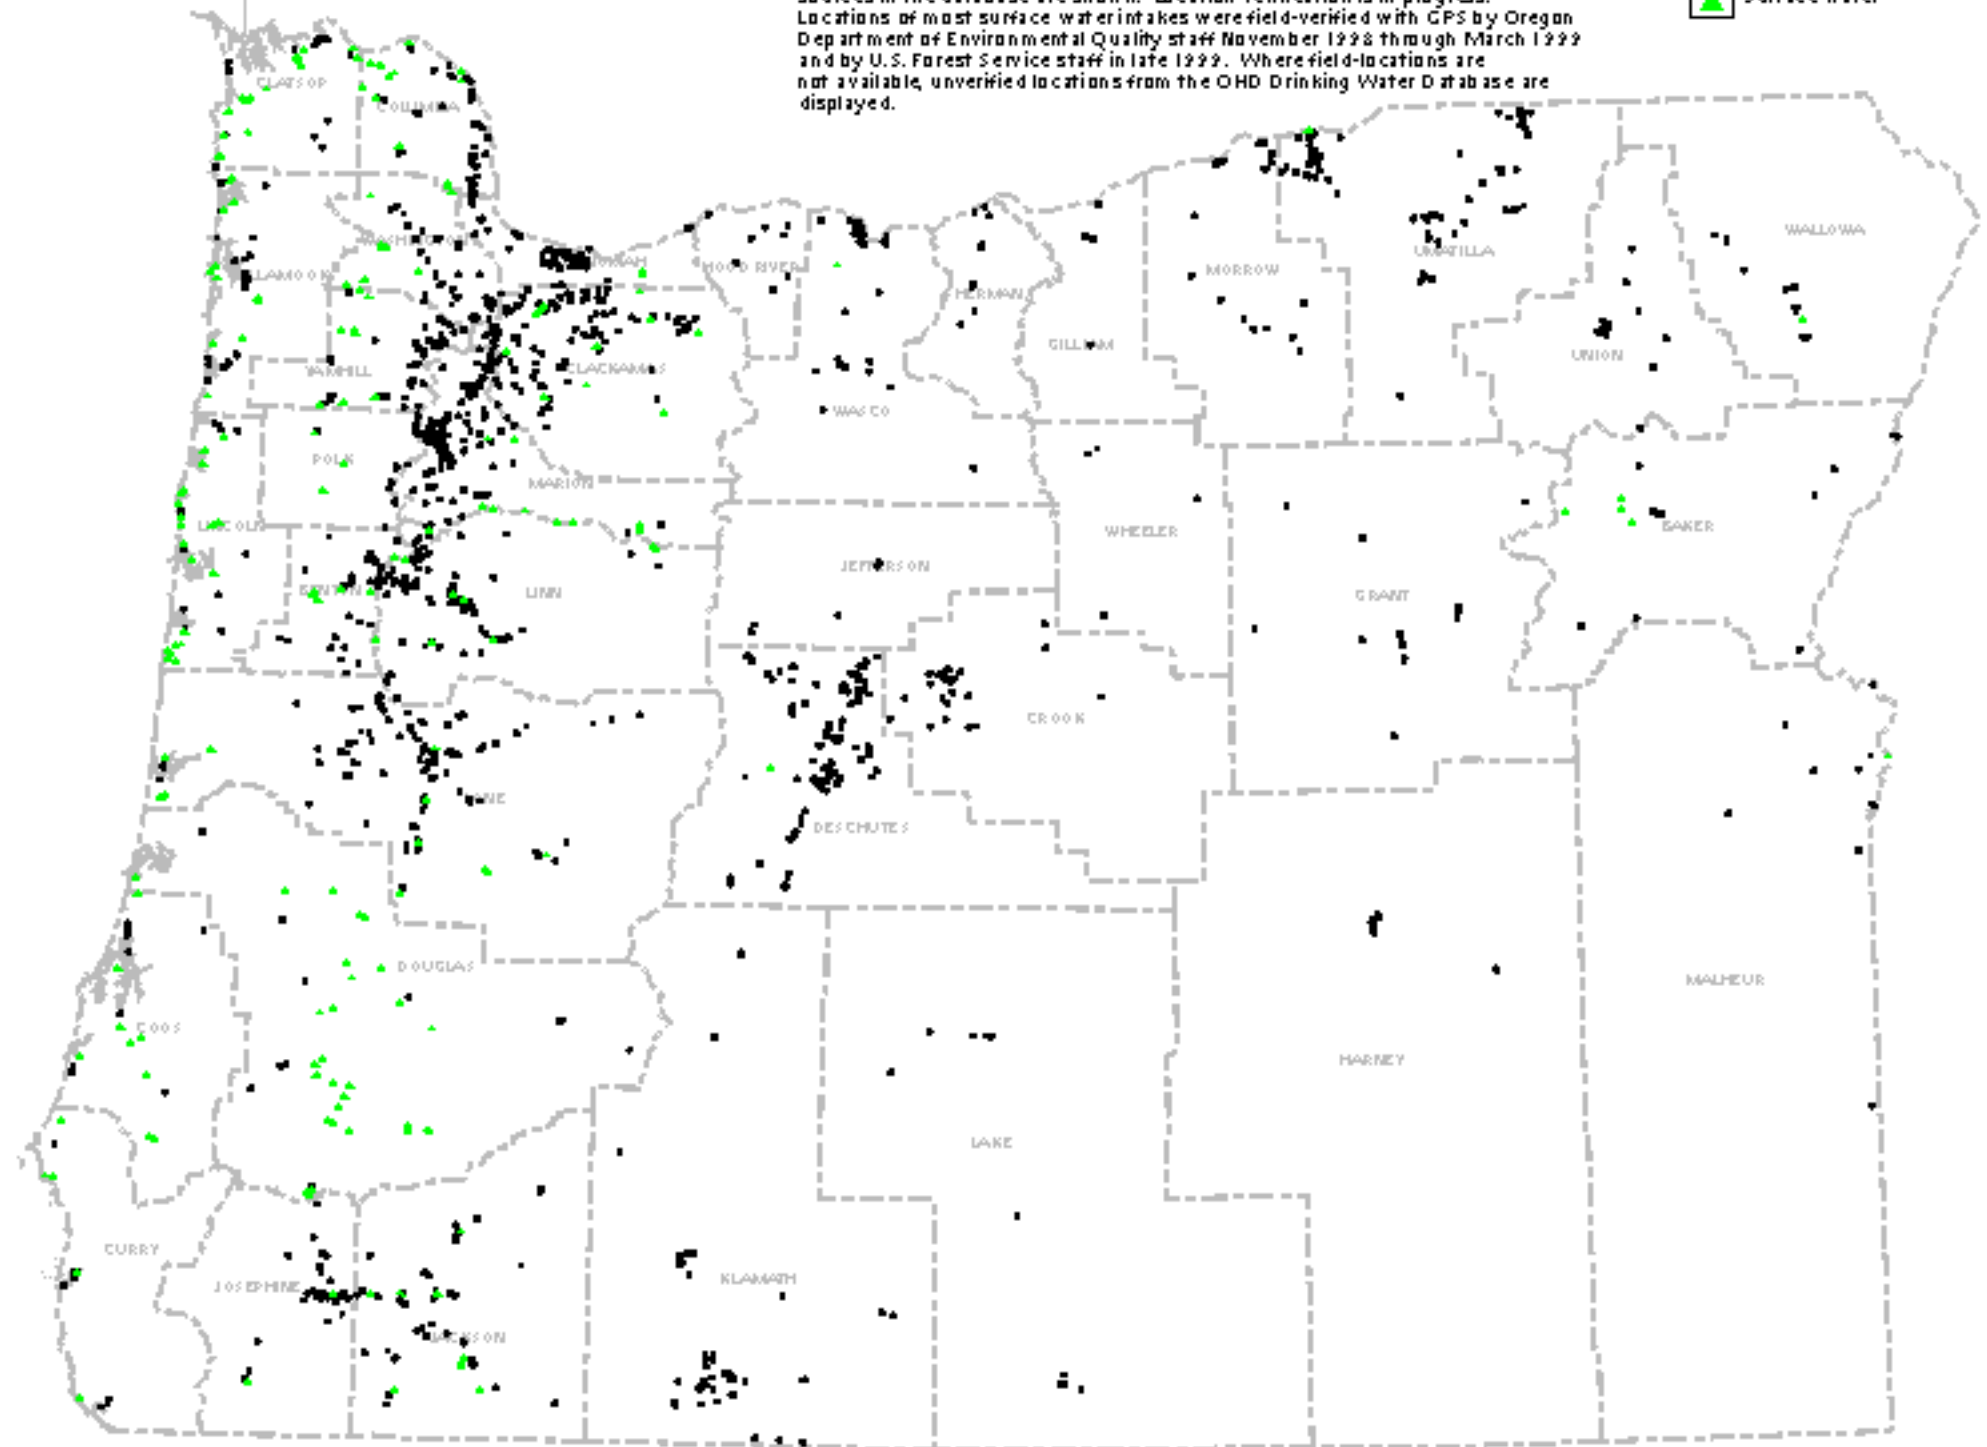 Locations of most surface water intakes were field-verified with GPS by Oregon
Department of Environmental Quality staff November 1998 through March 1999
and by U.S. Forest Service staff in late 1999. Where field-locations are
not available, unverified locations from the OHD Drinking Water Database are
displayed.
CLATSOP
COLUMBIA
WALLOWA
WASHINGTON
UMATILLA
HOOD RIVER
MORROW
SHERMAN
GILLIAM
UNION
YAMHILL
CLACKAMAS
WASCO
POLK
MARION
LINCOLN
WHEELER
BAKER
JEFFERSON
BENTON
LINN
GRANT
CROOK
LANE
DESCHUTES
DOUGLAS
MALHEUR
COOS
HARNEY
LAKE
CURRY
JOSEPHINE
KLAMATH
JACKSON